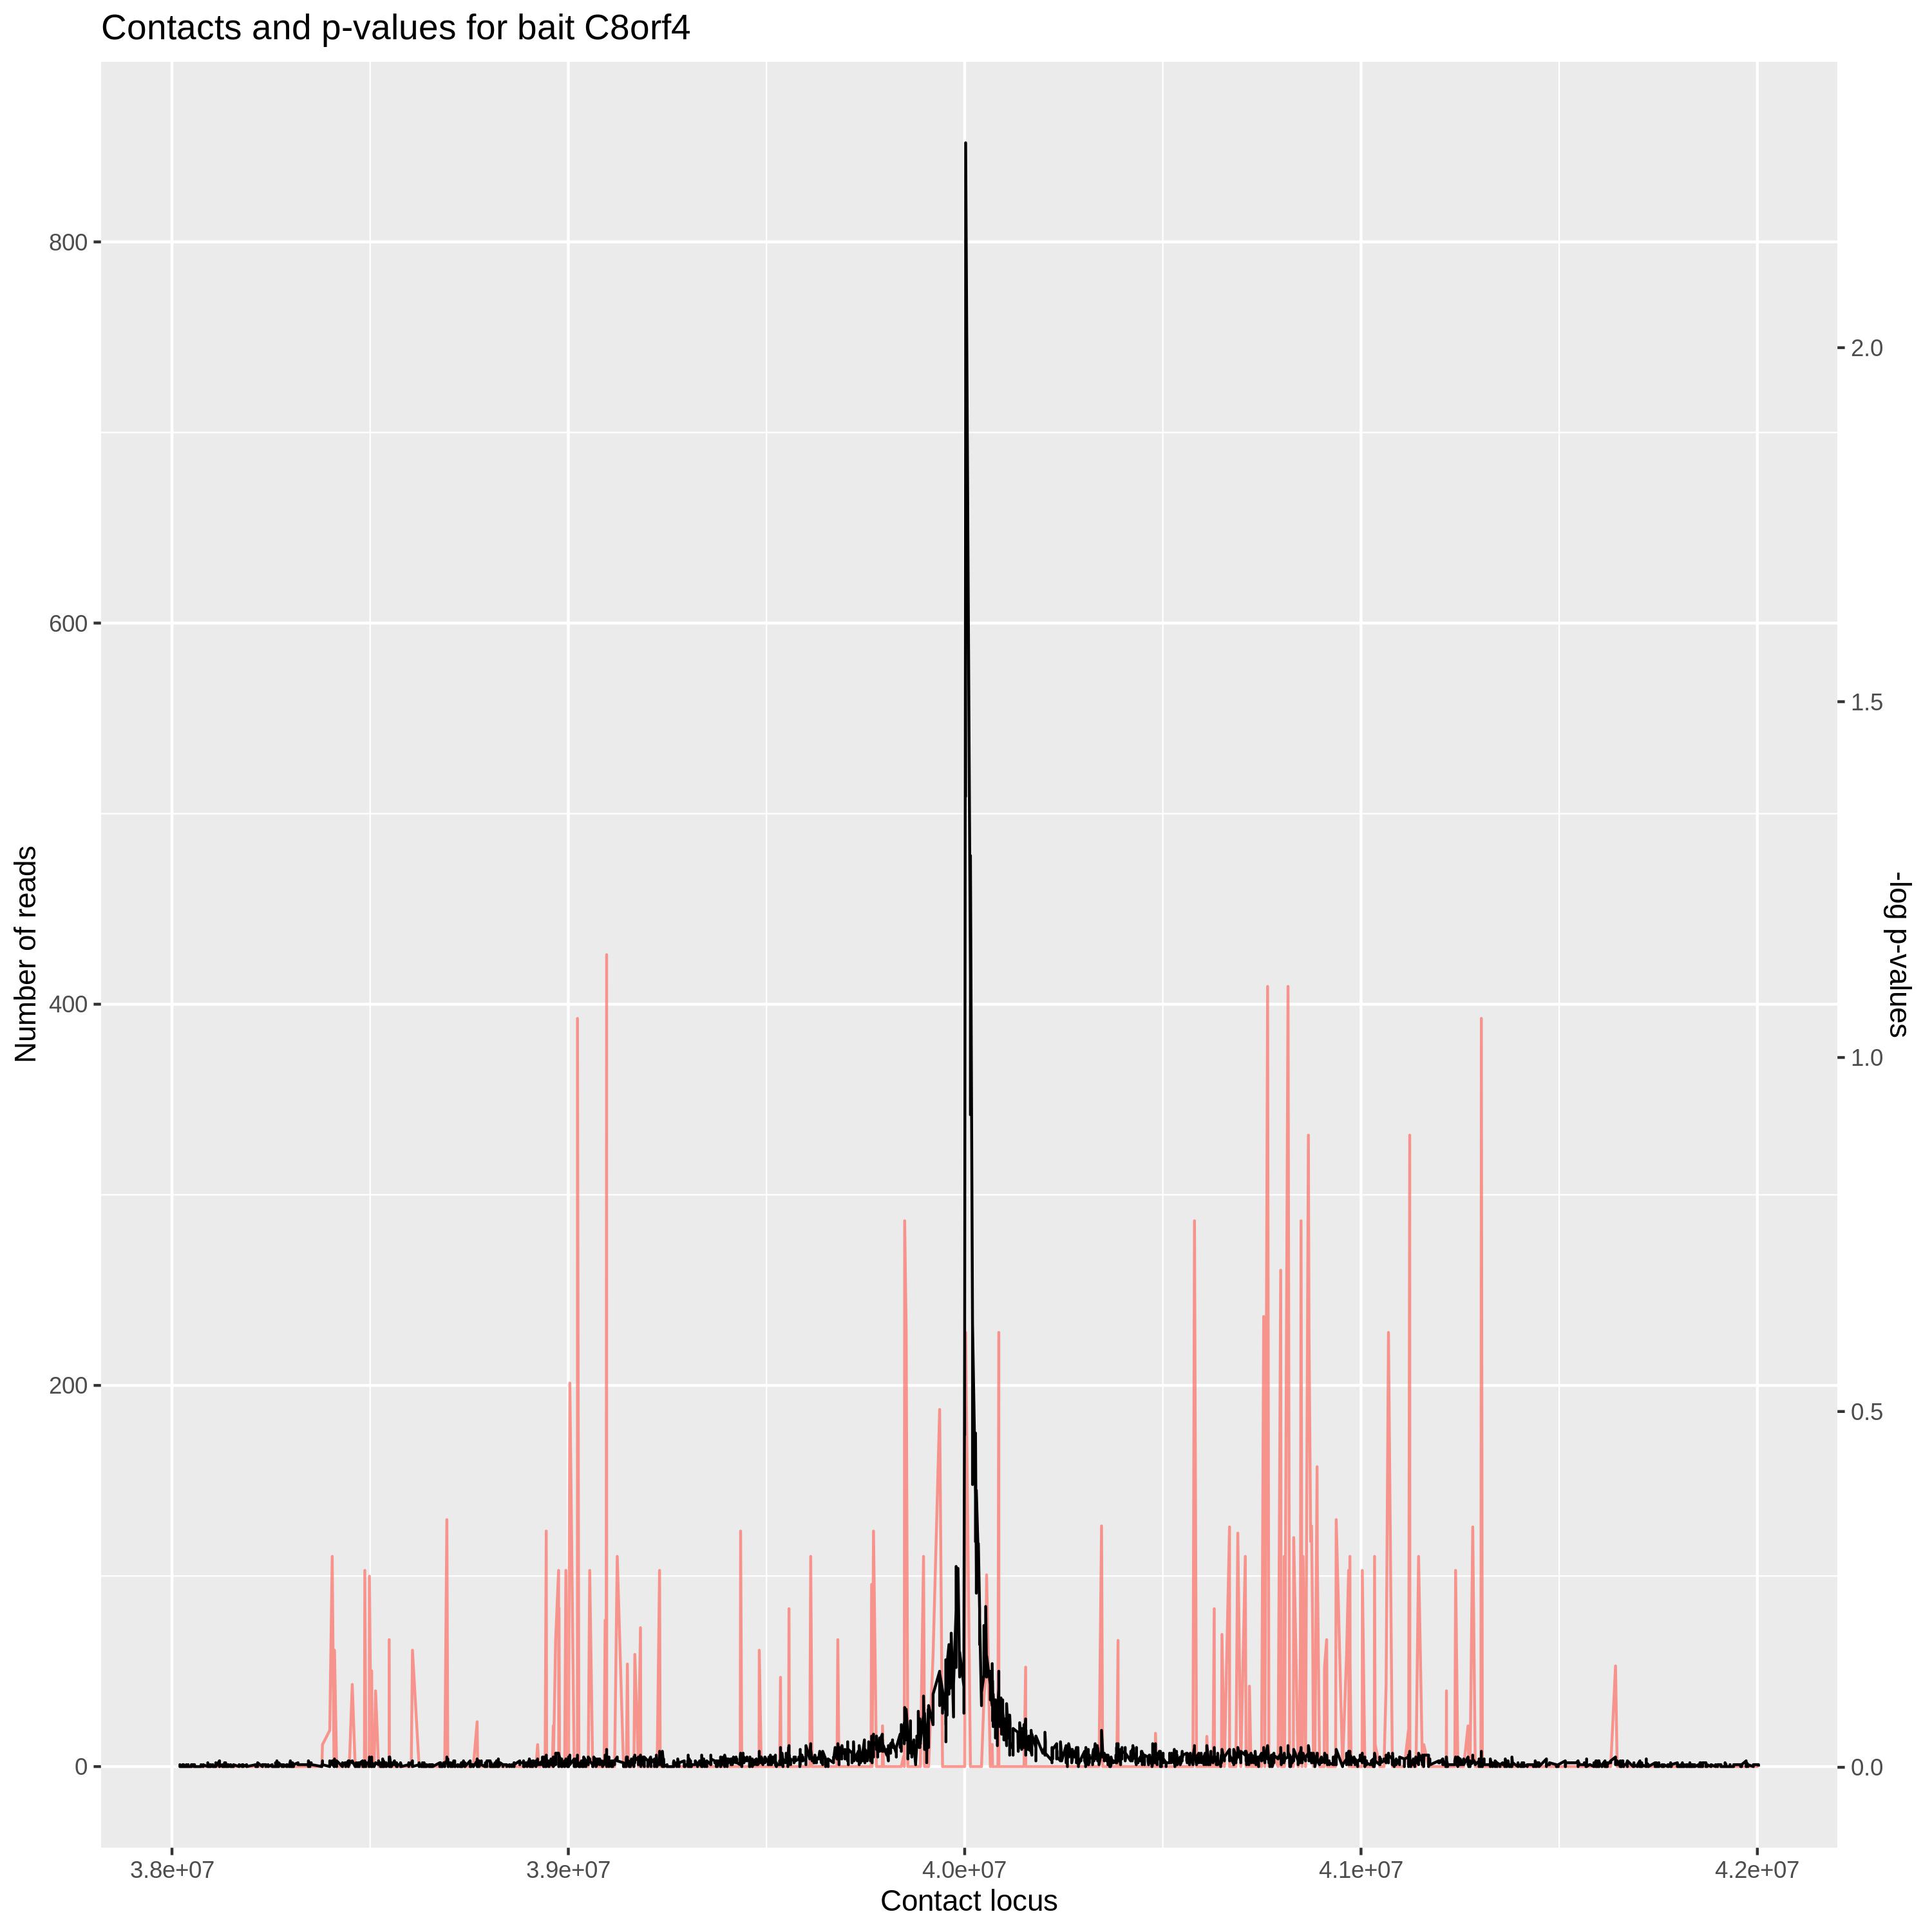 Contacts and p-values for bait C8orf4
Number of reads
800
600
400
200
0
2.0
1.5
1.0
0.5
0.0
-log p-values
3.8e+07
3.9e+07
4.0e+07
4.1e+07
4.2e+07
Contact locus